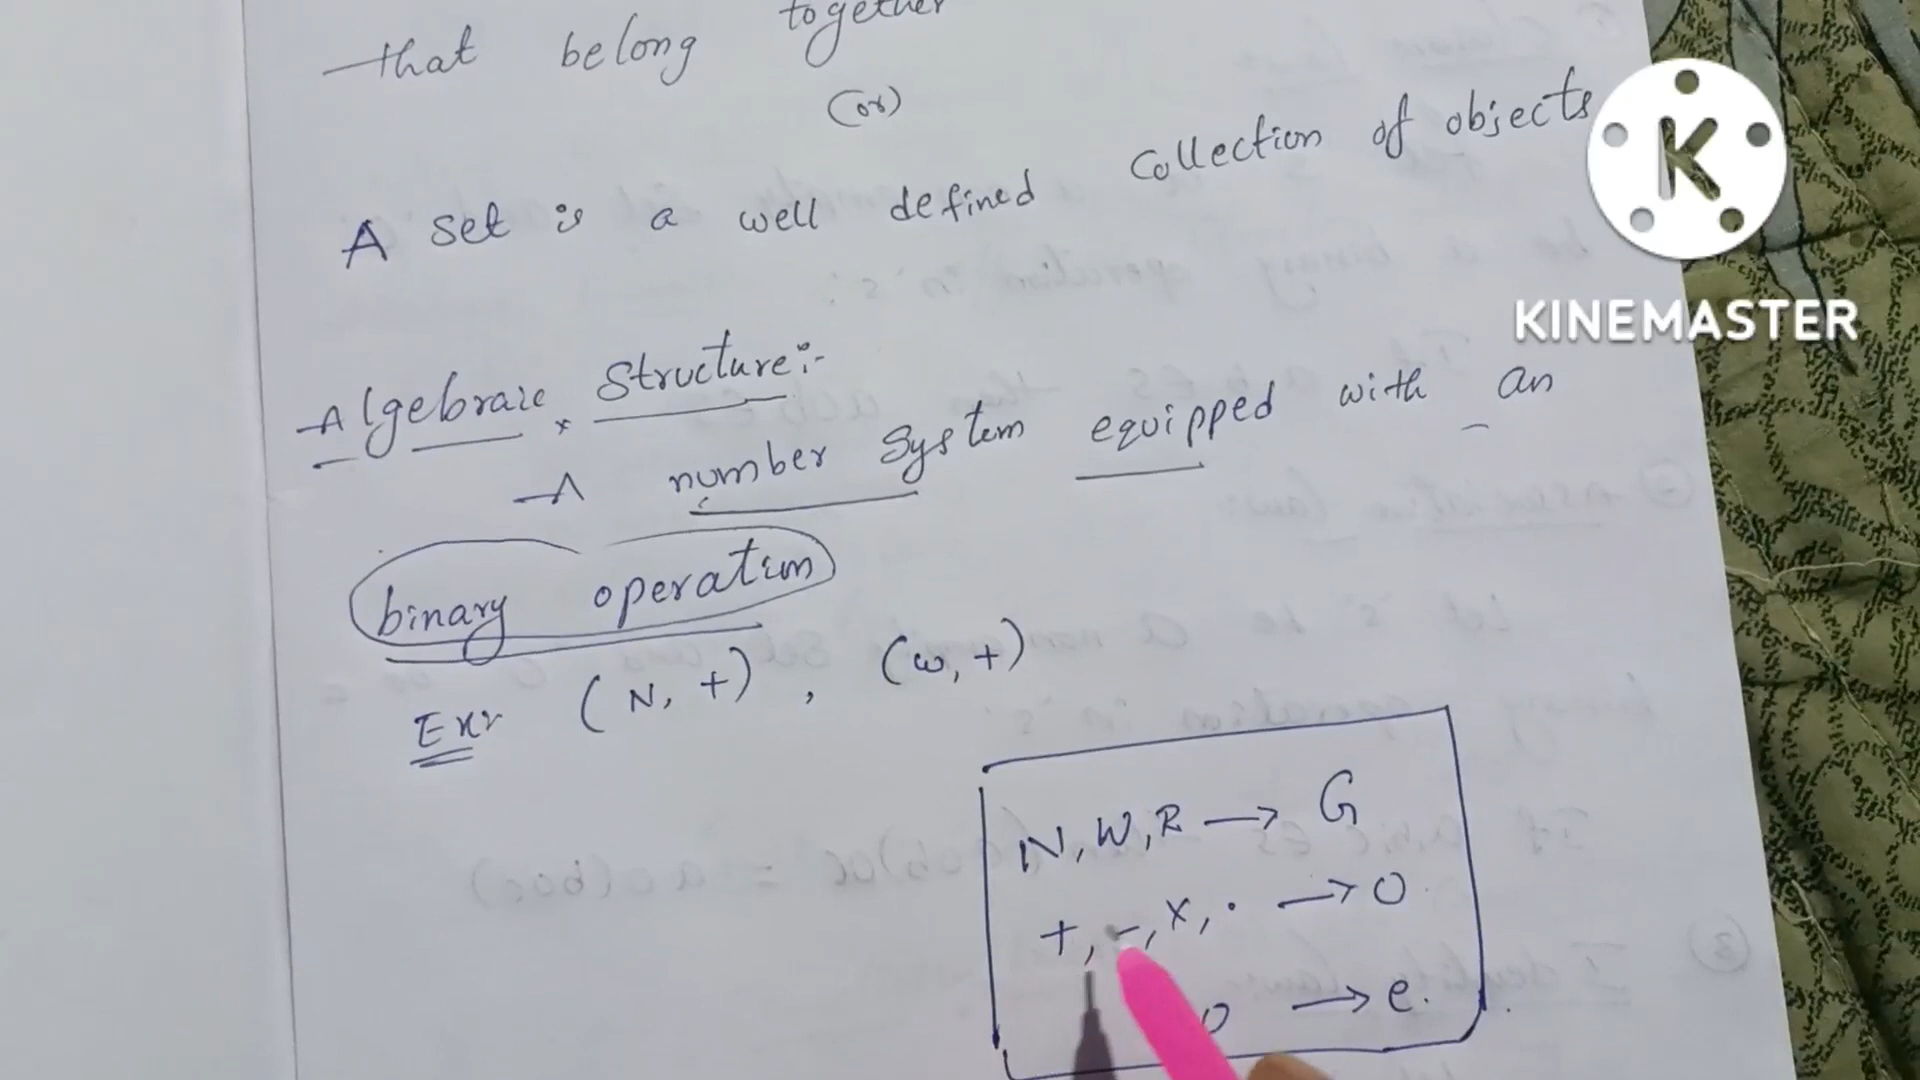 that belong together
(or)
A set is a well defined collection of objects
KINEMASTER
Algebraic Structure:-
A number system equipped with an
binary operation
Ex:- (N, +) , (W, +)
N, W, R → G
+, -, ×, · → O
0 → e.